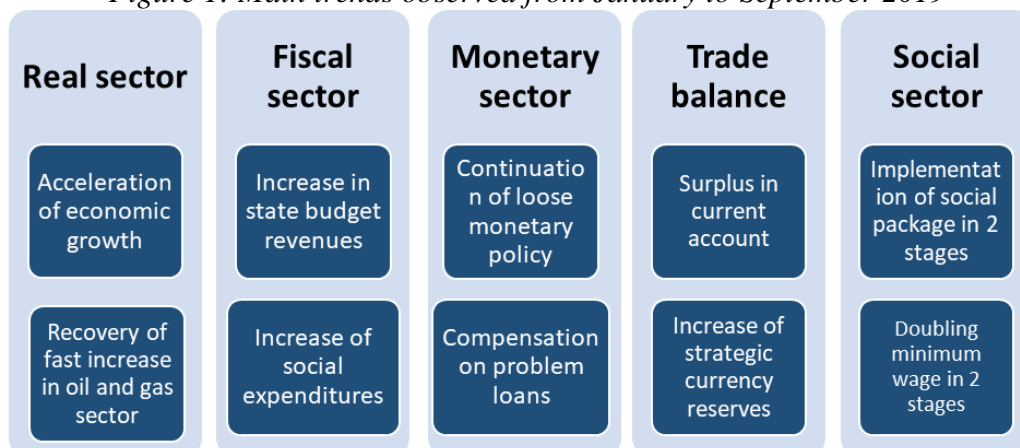 Figure 1: Main trends observed from January to September 2019
Real sector
Acceleration
of economic
growth
Recovery of
fast increase
in oil and gas
sector
Fiscal
sector
Increase in
state budget
revenues
Increase of
social
expenditures
Monetary
sector
Continuatio
n of loose
monetary
policy
Compensation
on problem
loans
Trade
balance
Surplus in
current
account
Increase of
strategic
currency
reserves
Social
sector
Implementat
ion of social
package in 2
stages
Doubling
minimum
wage in 2
stages